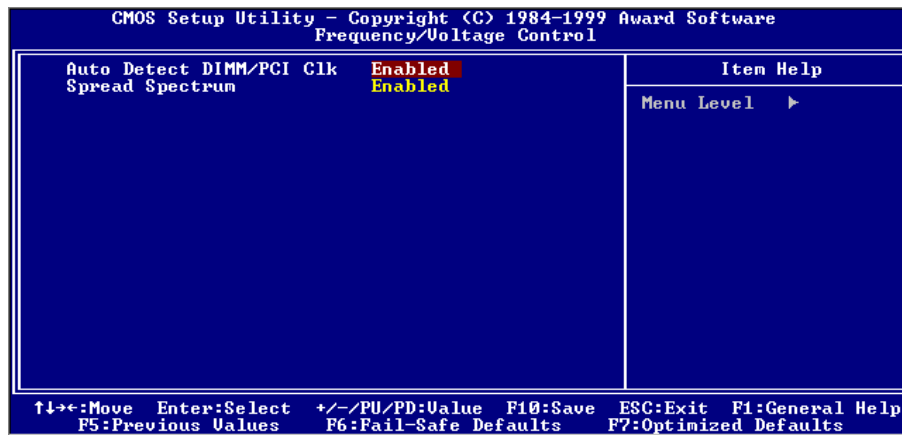 CMOS Setup Utility – Copyright (C) 1984–1999 Award Software
Frequency/Voltage Control
Auto Detect DIMM/PCI Clk Enabled
Spread Spectrum Enabled
Item Help
Menu Level ►
↑↓→←:Move Enter:Select +/-/PU/PD:Value F10:Save ESC:Exit F1:General Help
F5:Previous Values F6:Fail-Safe Defaults F7:Optimized Defaults